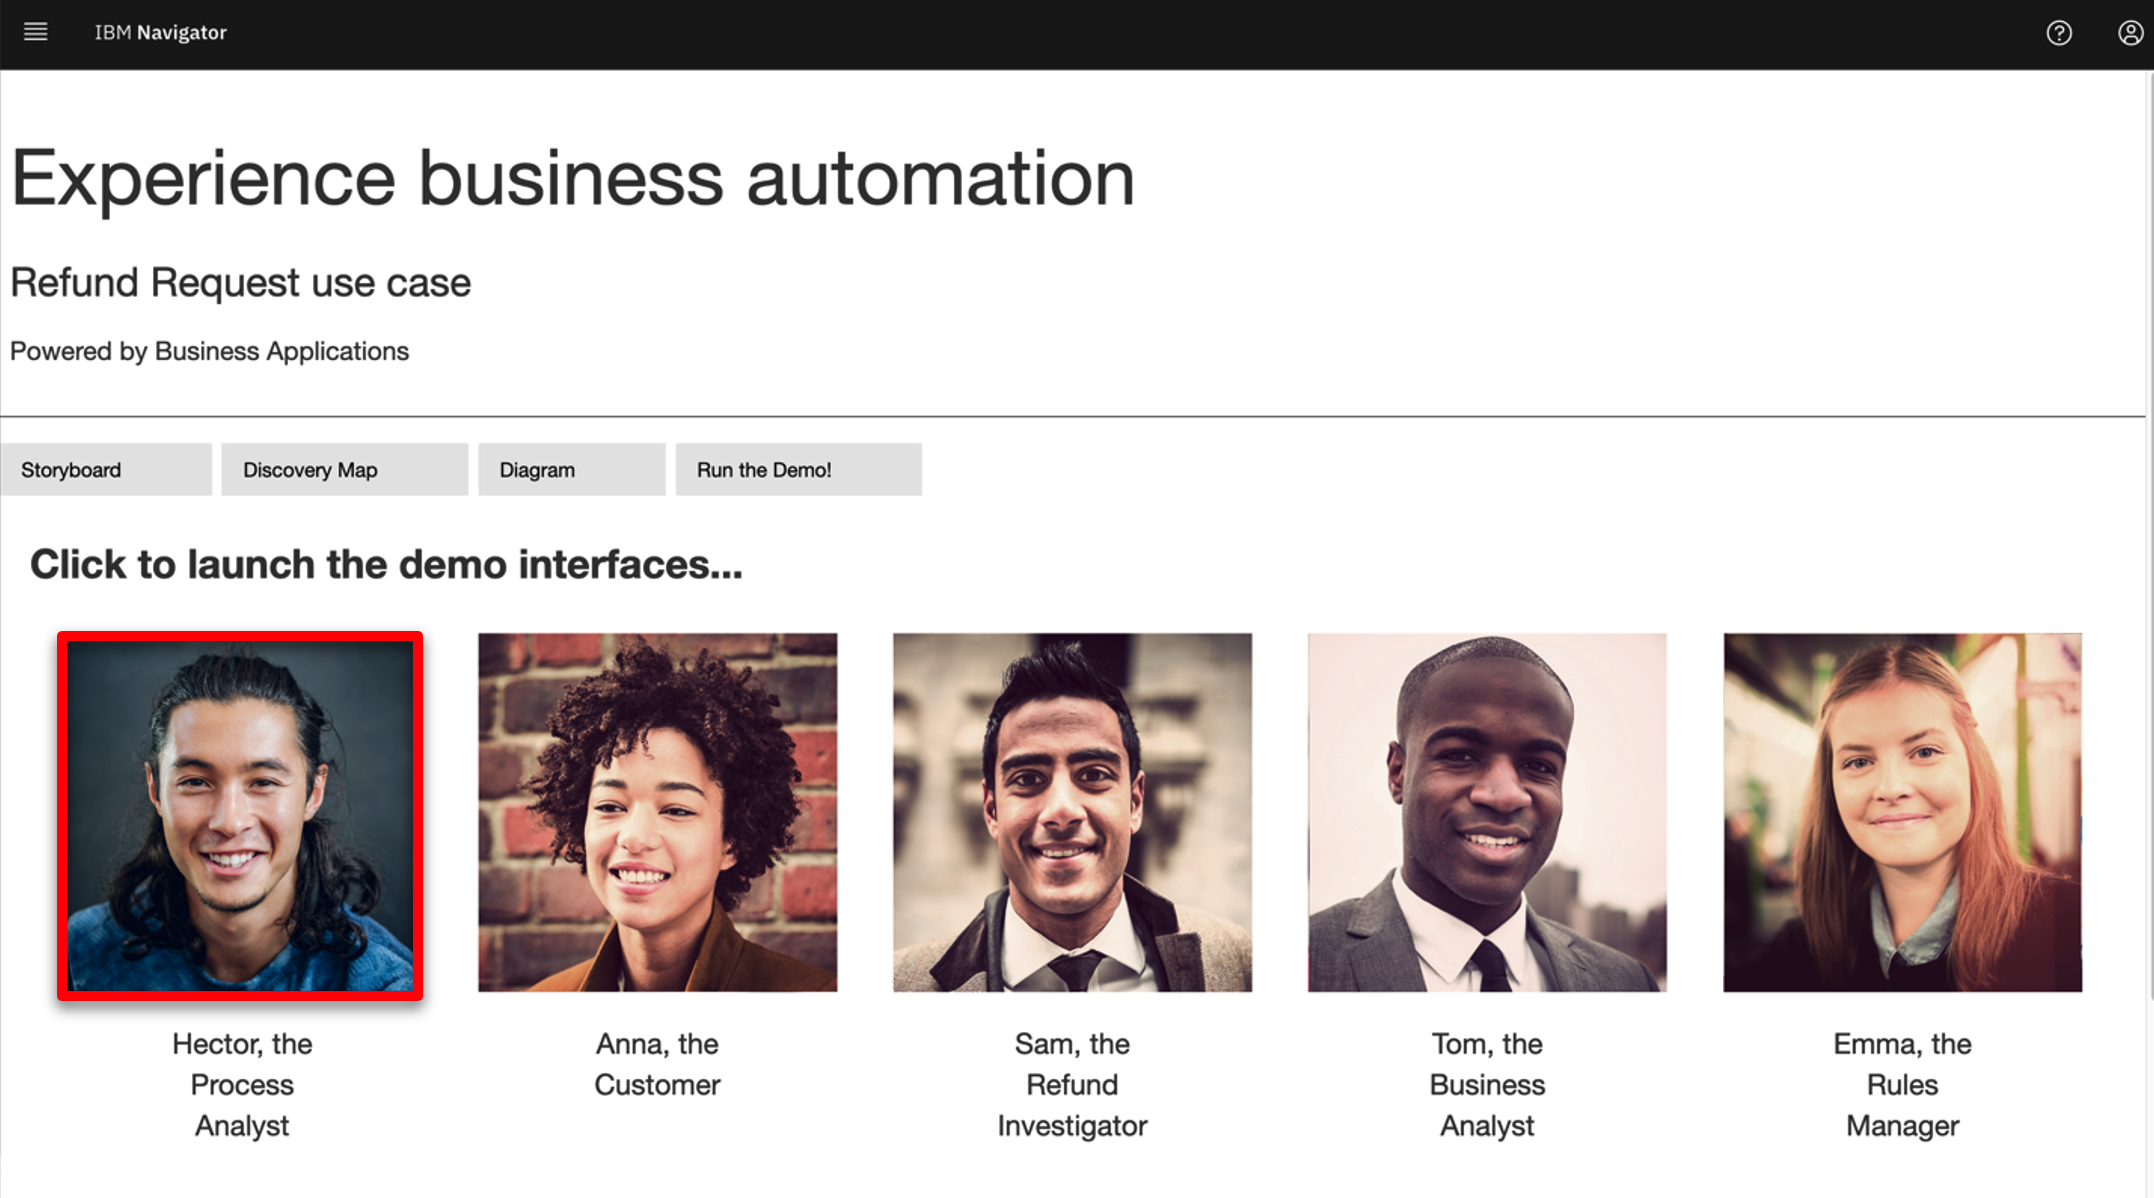 IBM Navigator
Experience business automation
Refund Request use case
Powered by Business Applications
Storyboard
Discovery Map
Diagram
Run the Demo!
Click to launch the demo interfaces...
Hector, the
Process
Analyst
Anna, the
Customer
Sam, the
Refund
Investigator
Tom, the
Business
Analyst
Emma, the
Rules
Manager